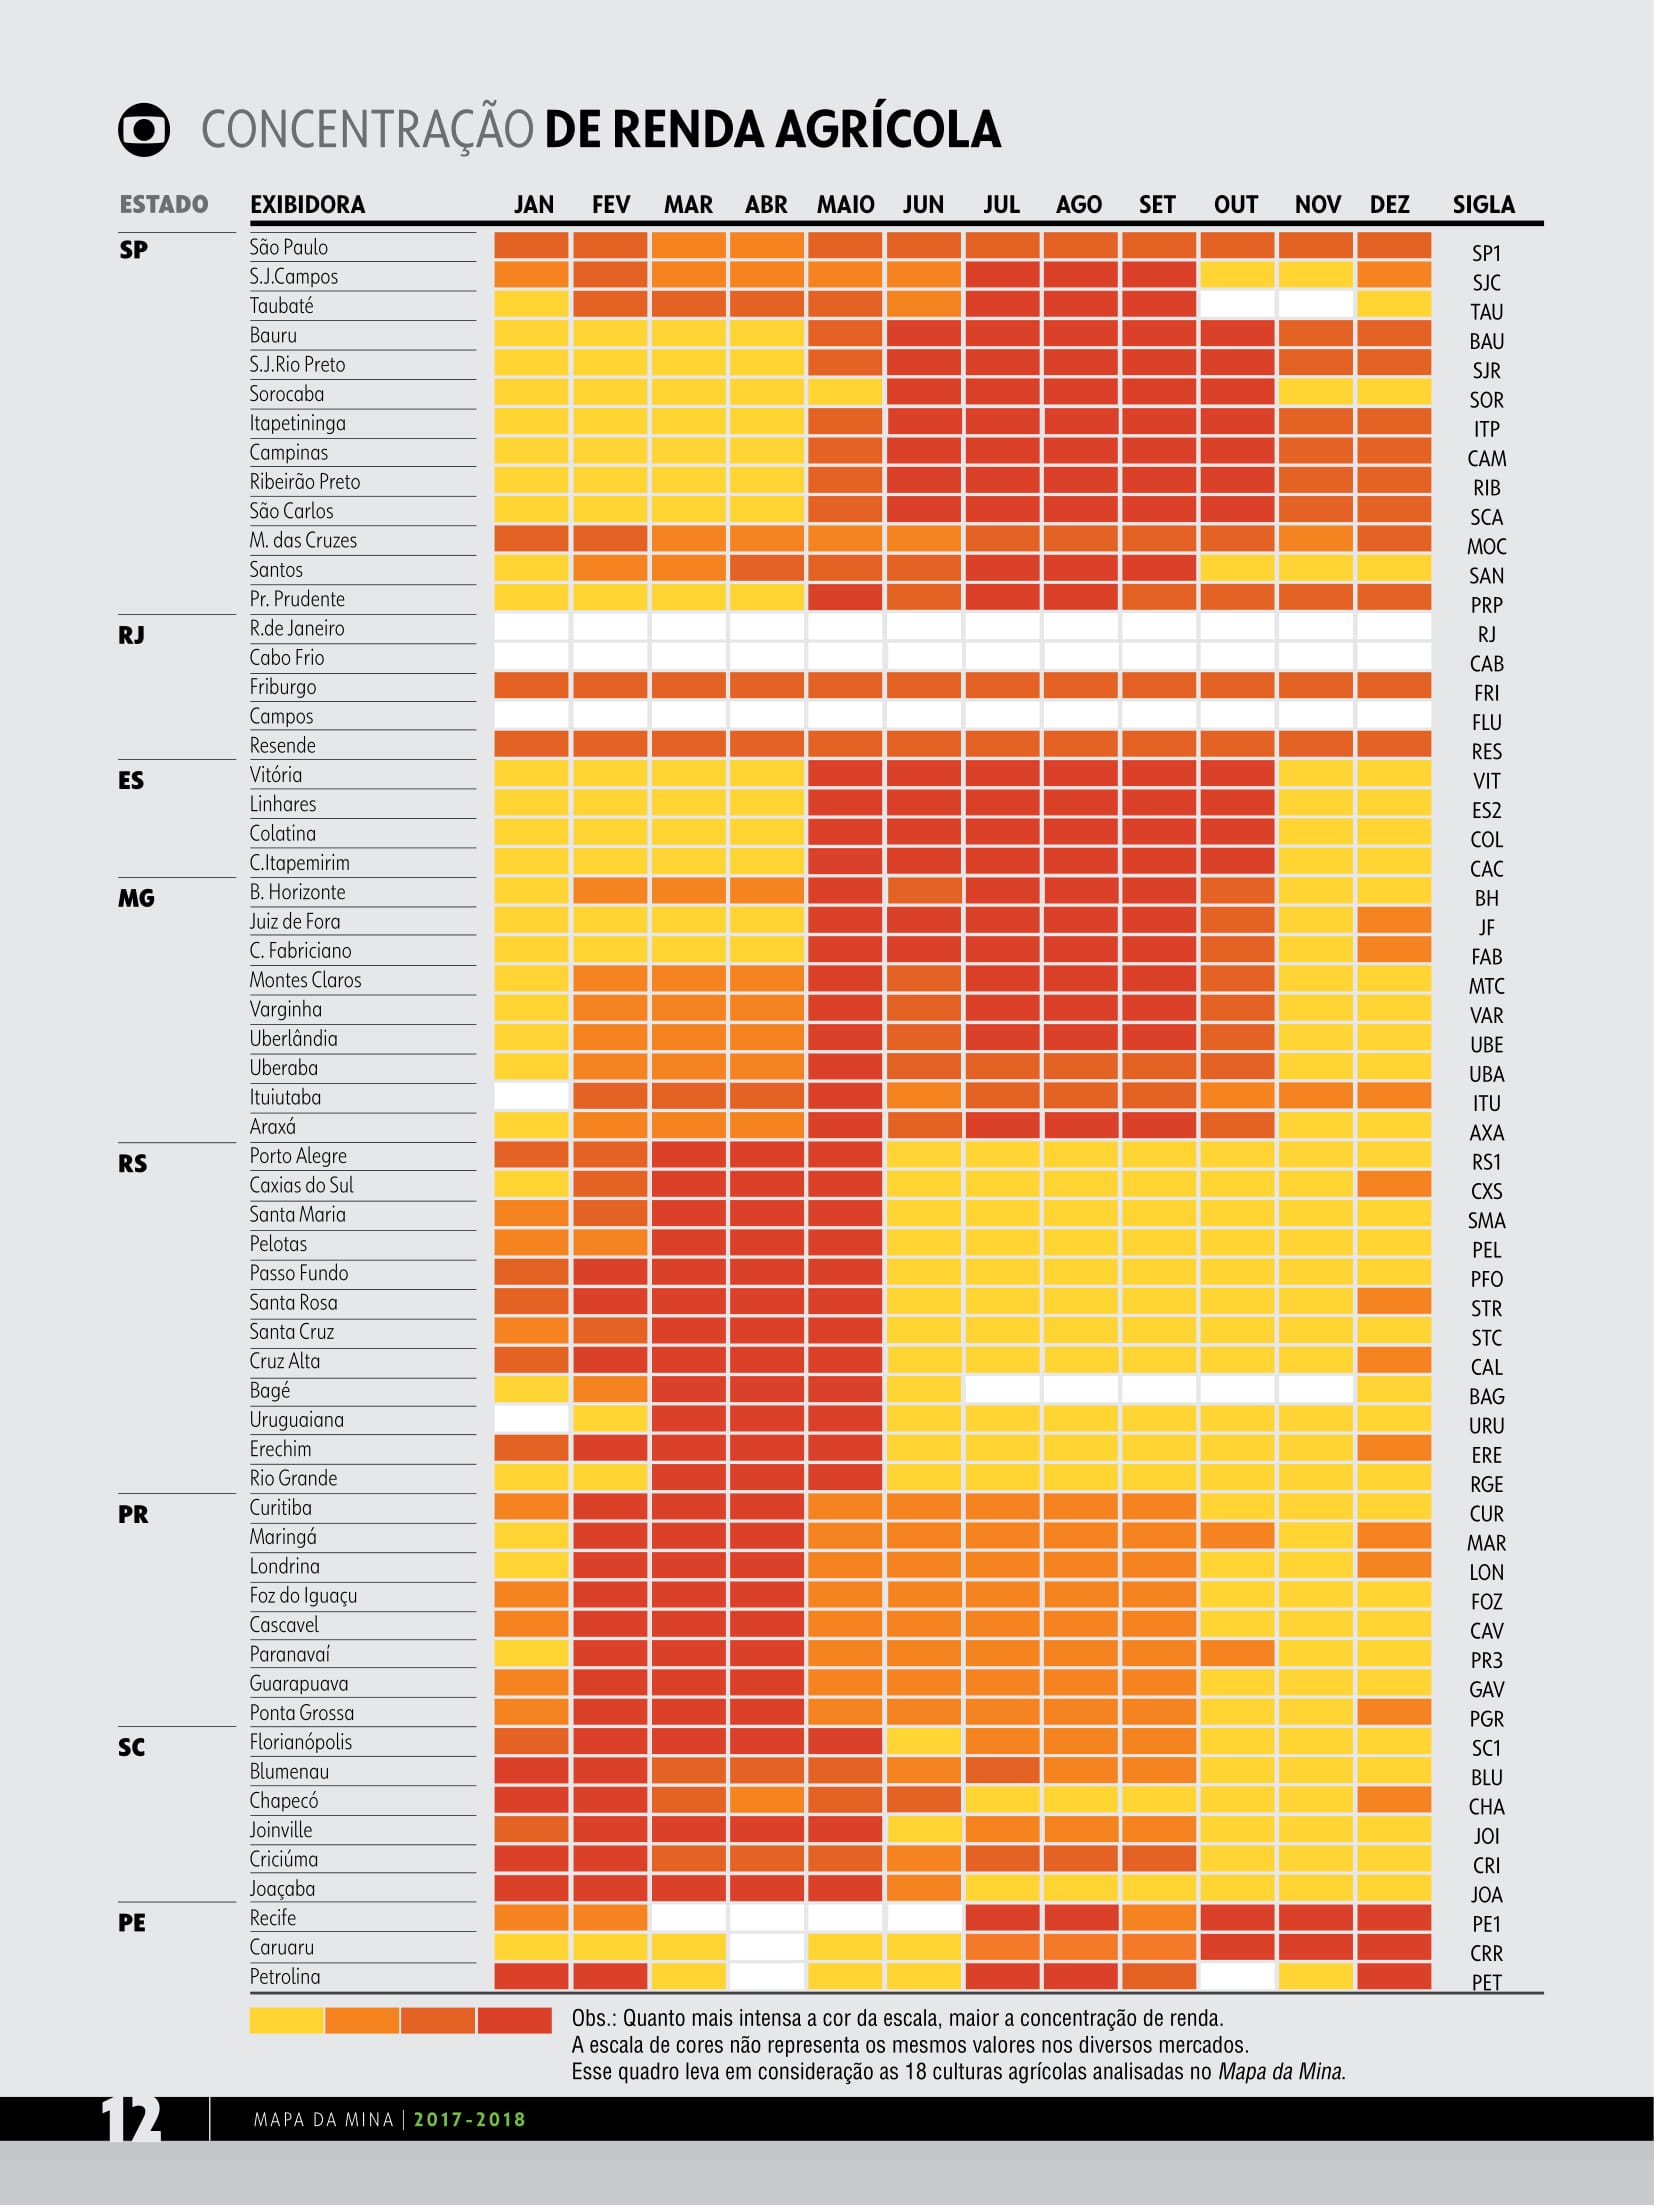 CONCENTRAÇÃO DE RENDA AGRÍCOLA
ESTADO EXIBIDORA JAN FEV MAR ABR MAIO JUN JUL AGO SET OUT NOV DEZ SIGLA
SP São Paulo SP1
S.J.Campos SJC
Taubaté TAU
Bauru BAU
S.J.Rio Preto SJR
Sorocaba SOR
Itapetininga ITP
Campinas CAM
Ribeirão Preto RIB
São Carlos SCA
M. das Cruzes MOC
Santos SAN
Pr. Prudente PRP
RJ R.de Janeiro RJ
Cabo Frio CAB
Friburgo FRI
Campos FLU
Resende RES
ES Vitória VIT
Linhares ES2
Colatina COL
C.Itapemirim CAC
MG B. Horizonte BH
Juiz de Fora JF
C. Fabriciano FAB
Montes Claros MTC
Varginha VAR
Uberlândia UBE
Uberaba UBA
Ituiutaba ITU
Araxá AXA
RS Porto Alegre RS1
Caxias do Sul CXS
Santa Maria SMA
Pelotas PEL
Passo Fundo PFO
Santa Rosa STR
Santa Cruz STC
Cruz Alta CAL
Bagé BAG
Uruguaiana URU
Erechim ERE
Rio Grande RGE
PR Curitiba CUR
Maringá MAR
Londrina LON
Foz do Iguaçu FOZ
Cascavel CAV
Paranavaí PR3
Guarapuava GAV
Ponta Grossa PGR
SC Florianópolis SC1
Blumenau BLU
Chapecó CHA
Joinville JOI
Criciúma CRI
Joaçaba JOA
PE Recife PE1
Caruaru CRR
Petrolina PET
Obs.: Quanto mais intensa a cor da escala, maior a concentração de renda.
A escala de cores não representa os mesmos valores nos diversos mercados.
Esse quadro leva em consideração as 18 culturas agrícolas analisadas no Mapa da Mina.
12 MAPA DA MINA | 2017-2018